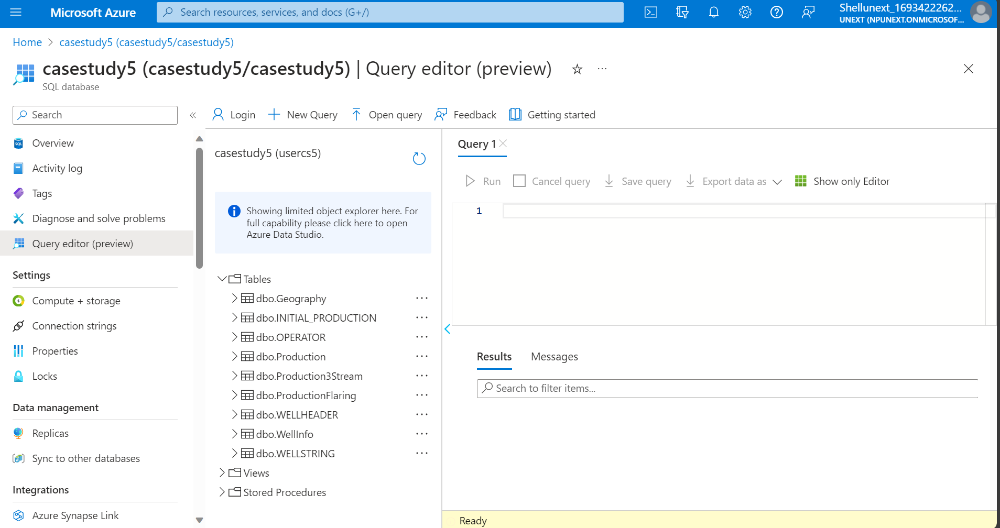 Microsoft Azure
Search resources, services, and docs (G+/)
Shellunext_1693422262...
UNEXT (NPUNEXT.ONMICROSOF...
Home > casestudy5 (casestudy5/casestudy5)
casestudy5 (casestudy5/casestudy5) | Query editor (preview)
SQL database
Search
Overview
Activity log
Tags
Diagnose and solve problems
Query editor (preview)
Settings
Compute + storage
Connection strings
Properties
Locks
Data management
Replicas
Sync to other databases
Integrations
Azure Synapse Link
Login
New Query
Open query
Feedback
Getting started
casestudy5 (usercs5)
Showing limited object explorer here. For
full capability please click here to open
Azure Data Studio.
Tables
dbo.Geography
dbo.INITIAL_PRODUCTION
dbo.OPERATOR
dbo.Production
dbo.Production3Stream
dbo.ProductionFlaring
dbo.WELLHEADER
dbo.WellInfo
dbo.WELLSTRING
Views
Stored Procedures
Query 1
Run
Cancel query
Save query
Export data as
Show only Editor
1
Results
Messages
Search to filter items...
Ready